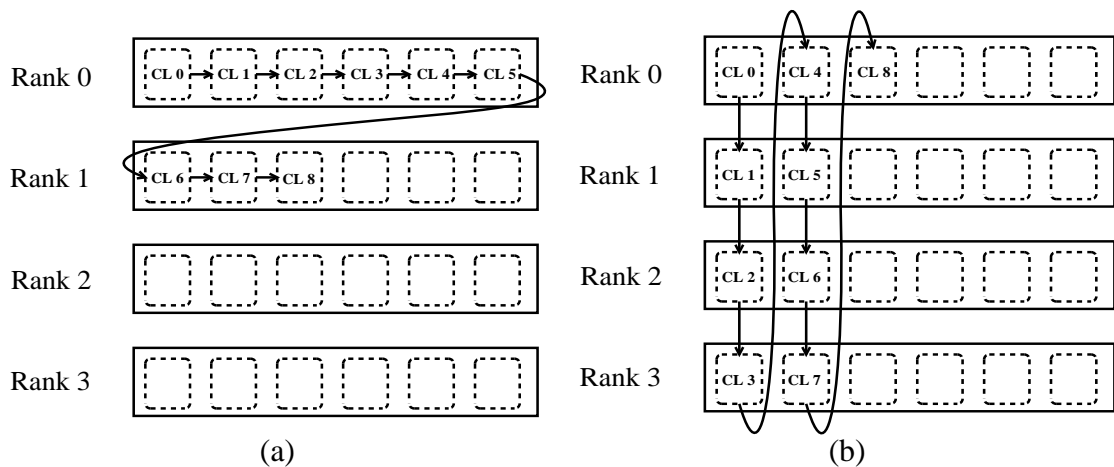 Rank 0 CL 0 CL 1 CL 2 CL 3 CL 4 CL 5
Rank 1 CL 6 CL 7 CL 8
Rank 2
Rank 3
(a)
Rank 0 CL 0 CL 4 CL 8
Rank 1 CL 1 CL 5
Rank 2 CL 2 CL 6
Rank 3 CL 3 CL 7
(b)